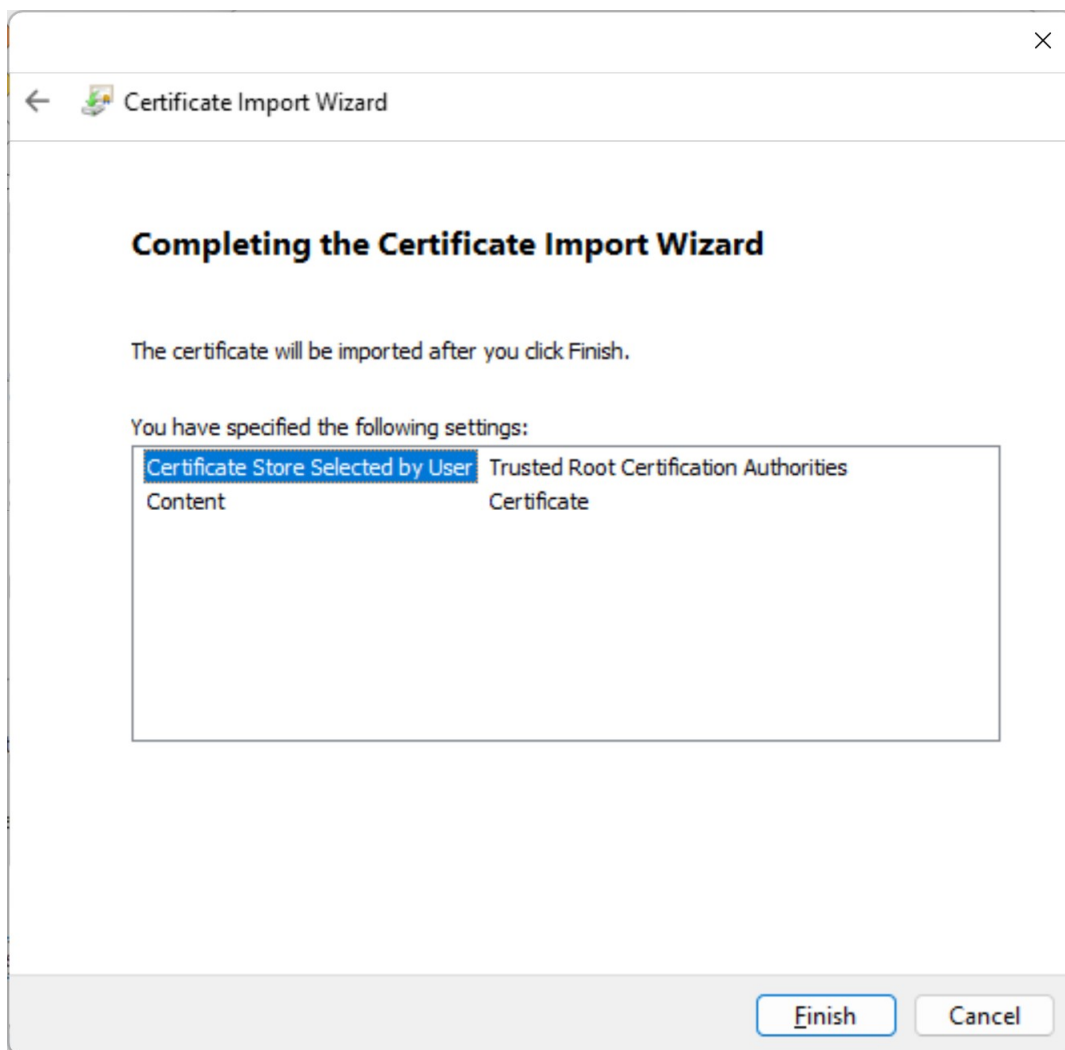 Certificate Import Wizard
Completing the Certificate Import Wizard
The certificate will be imported after you click Finish.
You have specified the following settings:
Certificate Store Selected by User Trusted Root Certification Authorities
Content Certificate
Finish Cancel